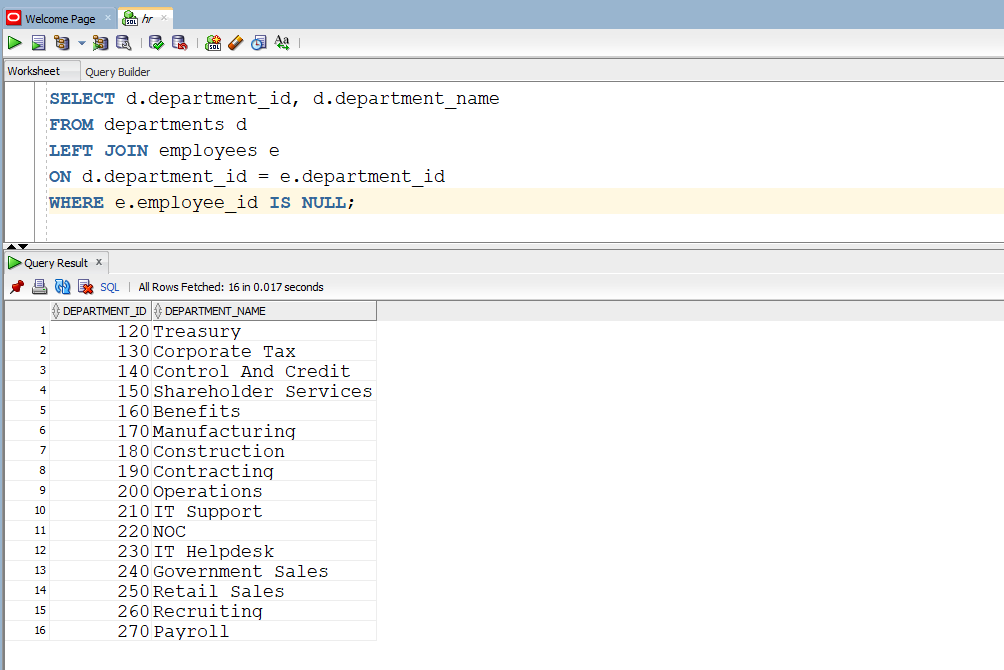 Welcome Page × hr ×
Worksheet Query Builder
SELECT d.department_id, d.department_name
FROM departments d
LEFT JOIN employees e
ON d.department_id = e.department_id
WHERE e.employee_id IS NULL;
Query Result ×
SQL | All Rows Fetched: 16 in 0.017 seconds
DEPARTMENT_ID DEPARTMENT_NAME
1 120 Treasury
2 130 Corporate Tax
3 140 Control And Credit
4 150 Shareholder Services
5 160 Benefits
6 170 Manufacturing
7 180 Construction
8 190 Contracting
9 200 Operations
10 210 IT Support
11 220 NOC
12 230 IT Helpdesk
13 240 Government Sales
14 250 Retail Sales
15 260 Recruiting
16 270 Payroll